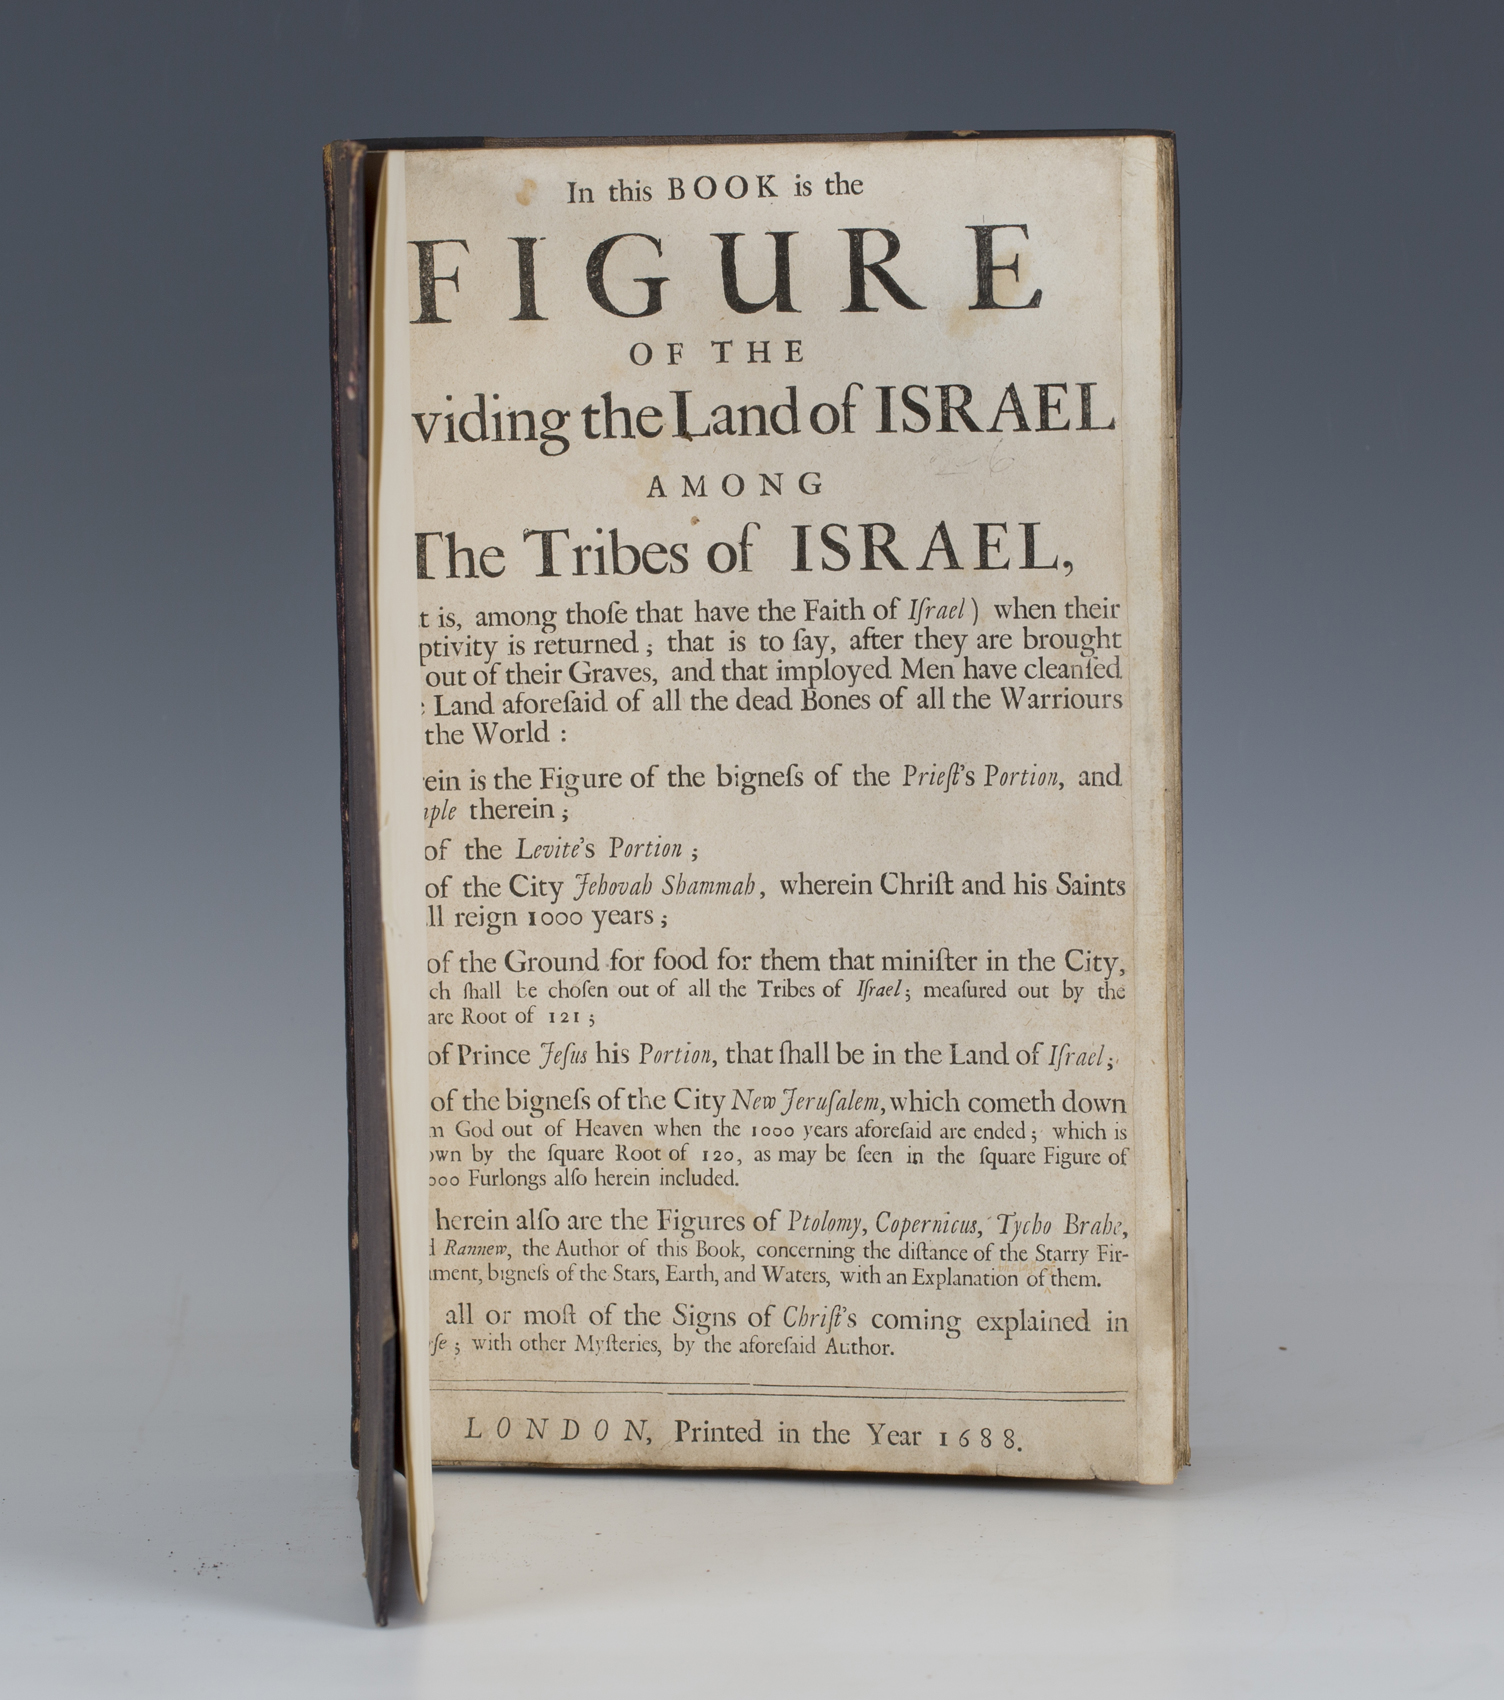 In this BOOK is the
FIGURE
OF THE
viding the Land of ISRAEL
AMONG
The Tribes of ISRAEL,
t is, among thoſe that have the Faith of Iſrael) when their
ptivity is returned; that is to ſay, after they are brought
out of their Graves, and that imployed Men have cleanſed
Land aforeſaid of all the dead Bones of all the Warriours
the World:
rein is the Figure of the bigneſs of the Prieſt's Portion, and
mple therein;
of the Levite's Portion;
of the City Jehovah Shammah, wherein Chriſt and his Saints
ll reign 1000 years;
of the Ground for food for them that miniſter in the City,
ch ſhall be choſen out of all the Tribes of Iſrael; meaſured out by the
are Root of 121;
of Prince Jeſus his Portion, that ſhall be in the Land of Iſrael;
of the bigneſs of the City New Jeruſalem, which cometh down
m God out of Heaven when the 1000 years aforeſaid are ended; which is
own by the ſquare Root of 120, as may be ſeen in the ſquare Figure of
000 Furlongs alſo herein included.
herein alſo are the Figures of Ptolomy, Copernicus, Tycho Brahe,
d Rannew, the Author of this Book, concerning the diſtance of the Starry Fir-
ament, bigneſs of the Stars, Earth, and Waters, with an Explanation of them.
all or moſt of the Signs of Chriſt's coming explained in
rſe; with other Myſteries, by the aforeſaid Author.
LONDON, Printed in the Year 1688.